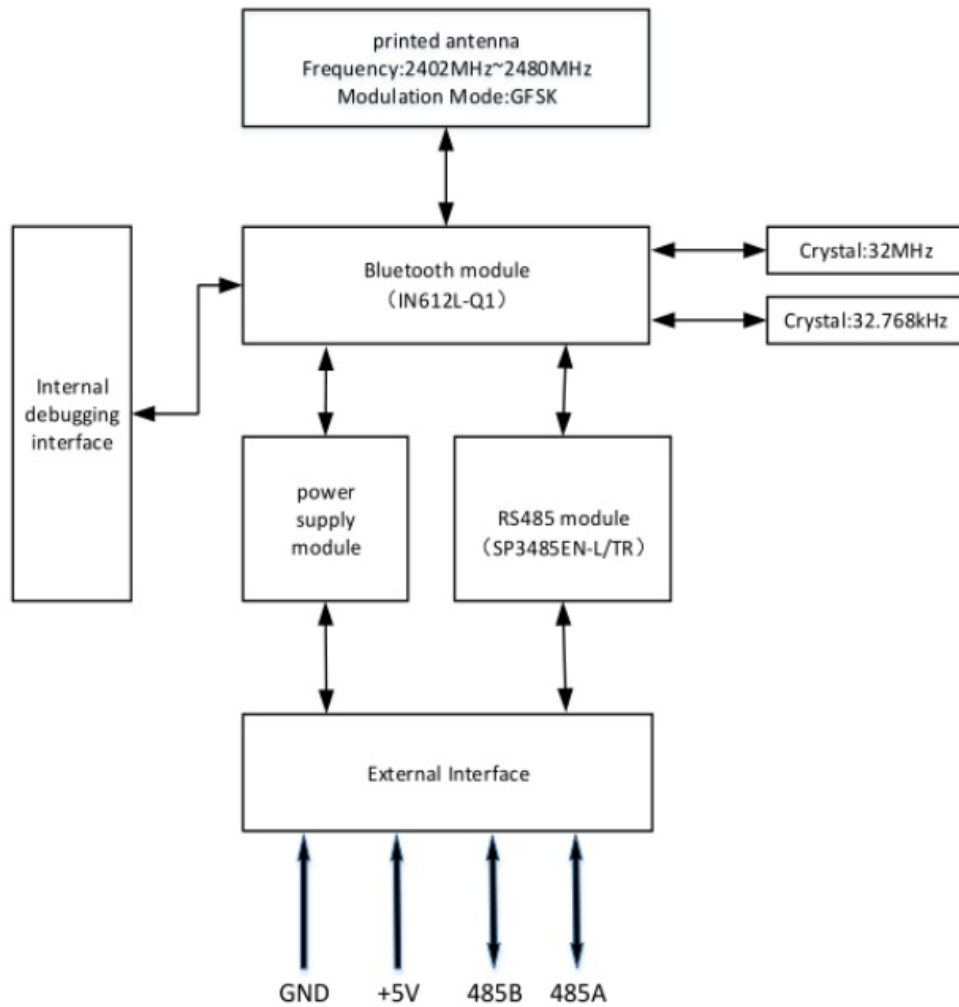 printed antenna
Frequency:2402MHz~2480MHz
Modulation Mode:GFSK
Bluetooth module
（IN612L-Q1）
Crystal:32MHz
Crystal:32.768kHz
Internal
debugging
interface
power
supply
module
RS485 module
（SP3485EN-L/TR）
External Interface
GND
+5V
485B
485A